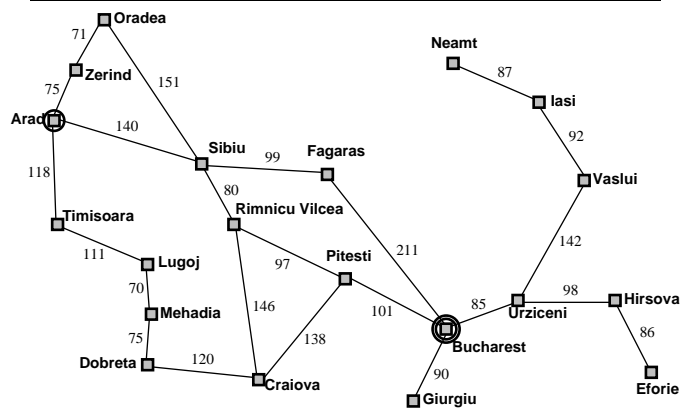 Oradea
71
Neamt
Zerind
87
151
75
Iasi
Arad
140
92
Sibiu
99
Fagaras
118
80
Vaslui
Rimnicu Vilcea
Timisoara
211
142
111
Lugoj
97
Pitesti
70
98
Hirsova
146
101
85
Urziceni
Mehadia
138
86
75
Bucharest
120
Dobreta
90
Craiova
Eforie
Giurgiu